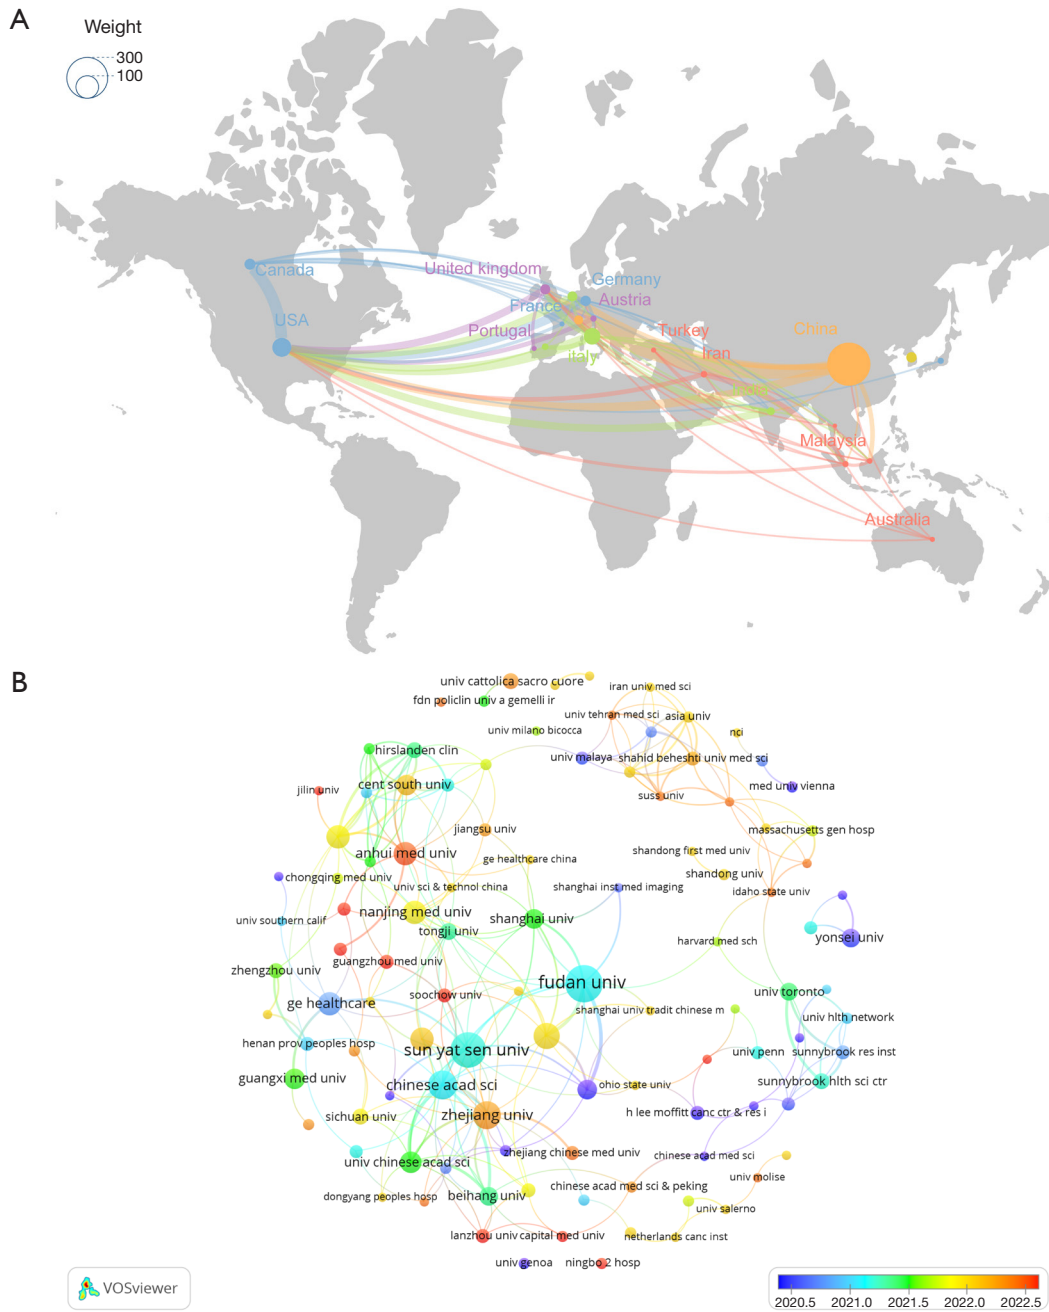 A
Weight
300
100
Canada
United kingdom
Germany
France
Austria
USA
Portugal
Turkey
China
italy
Iran
India
Malaysia
Australia
B
univ cattolica sacro cuore
iran univ med sci
fdn policlin univ a gemelli ir
univ tehran med sci
asia univ
univ milano bicocca
nci
hirslanden clin
univ malaya
shahid beheshti univ med sci
cent south univ
med univ vienna
jilin univ
suss univ
jiangsu univ
massachusetts gen hosp
anhui med univ
ge healthcare china
shandong first med univ
chongqing med univ
shandong univ
univ sci & technol china
shanghai inst med imaging
idaho state univ
nanjing med univ
shanghai univ
univ southern calif
tongji univ
yonsei univ
harvard med sch
guangzhou med univ
zhengzhou univ
fudan univ
univ toronto
soochow univ
ge healthcare
shanghai univ tradit chinese m
univ hlth network
henan prov peoples hosp
sun yat sen univ
univ penn
sunnybrook res inst
guangxi med univ
chinese acad sci
ohio state univ
sunnybrook hlth sci ctr
sichuan univ
zhejiang univ
h lee moffitt canc ctr & res i
univ chinese acad sci
zhejiang chinese med univ
chinese acad med sci
univ molise
dongyang peoples hosp
beihang univ
chinese acad med sci & peking
univ salerno
lanzhou univ
capital med univ
netherlands canc inst
univ genoa
ningbo 2 hosp
VOSviewer
2020.5 2021.0 2021.5 2022.0 2022.5